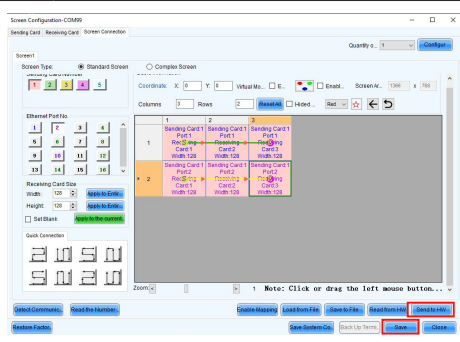 Screen Configuration-COM99
Sending Card Receiving Card Screen Connection
Quantity o... 1 Configur
Screen1
Screen Type: Standard Screen Complex Screen
Sending Card Number
1 2 3 4 5
Coordinate: X: 0 Y: 0 Virtual Mo... E.. Enabl.. Screen Ar.. 1366 x 768
Columns 3 Rows 2 Reset All Hided .. Red
Ethernet Port No.
1 2 3 4
5 6 7 8
9 10 11 12
13 14 15 16
1 2 3
1
Sending Card:1 Sending Card:1 Sending Card:1
Port:1 Port:1 Port:1
Receiving Receiving Receiving
Card:1 Card:2 Card:3
Width:128 Width:128 Width:128
2
Sending Card:1 Sending Card:1 Sending Card:1
Port:2 Port:2 Port:2
Receiving Receiving Receiving
Card:1 Card:2 Card:3
Width:128 Width:128 Width:128
Receiving Card Size
Width: 128 Apply to Entir..
Height: 128 Apply to Entir..
Set Blank Apply to the current.
Quick Connection
Zoom: 1 Note: Click or drag the left mouse button...
Detect Communic.. Read the Number.. Enable Mapping Load from File Save to File Read from HW Send to HW
Restore Factor.. Save System Co.. Back Up Terms.. Save Close